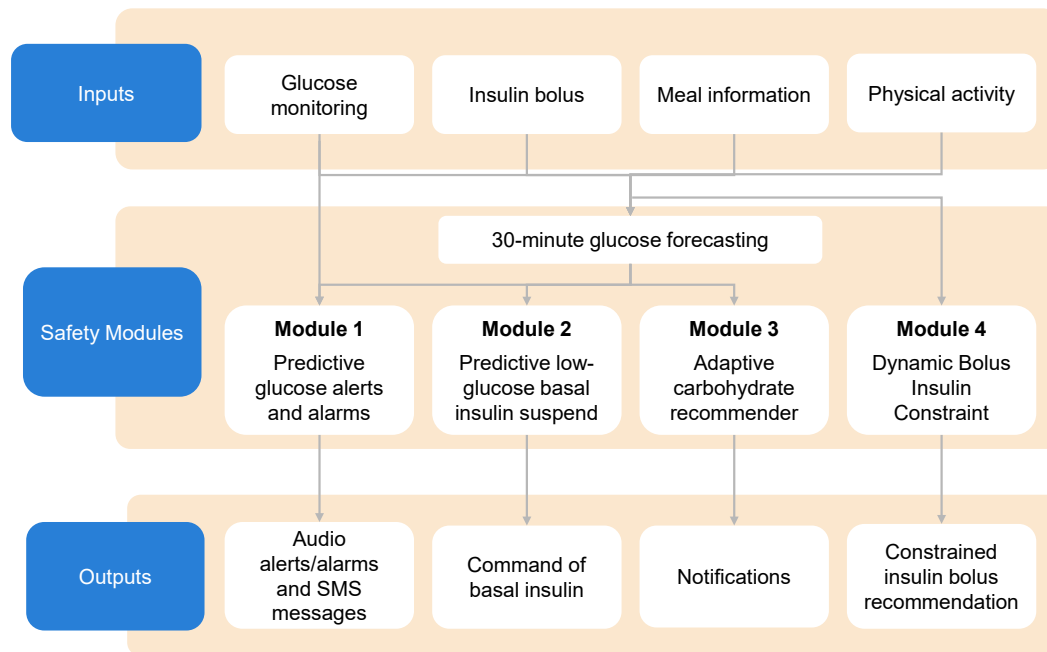 Inputs
Glucose
monitoring
Insulin bolus
Meal information
Physical activity
30-minute glucose forecasting
Safety Modules
Module 1
Predictive
glucose alerts
and alarms
Module 2
Predictive low-
glucose basal
insulin suspend
Module 3
Adaptive
carbohydrate
recommender
Module 4
Dynamic Bolus
Insulin
Constraint
Outputs
Audio
alerts/alarms
and SMS
messages
Command of
basal insulin
Notifications
Constrained
insulin bolus
recommendation